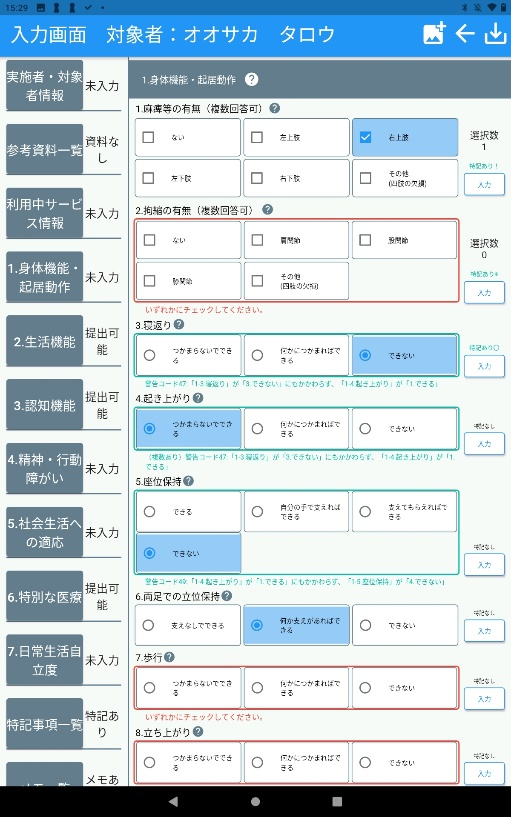 15:29
入力画面　対象者：オオサカ　タロウ
実施者・対象
者情報
未入力
参考資料一覧
資料な
し
利用中サービ
ス情報
未入力
1.身体機能・
起居動作
未入力
2.生活機能
提出可
能
3.認知機能
提出可
能
4.精神・行動
障がい
未入力
5.社会生活へ
の適応
未入力
6.特別な医療
提出可
能
7.日常生活自
立度
未入力
特記事項一覧
特記あ
り
メモ一覧
メモあ
1.身体機能・起居動作 ?
1.麻痺等の有無（複数回答可） ?
ない
左上肢
右上肢
左下肢
右下肢
その他
(四肢の欠損)
選択数
1
特記あり！
入力
2.拘縮の有無（複数回答可） ?
ない
肩関節
股関節
膝関節
その他
(四肢の欠損)
選択数
0
特記あり*
入力
いずれかにチェックしてください。
3.寝返り ?
つかまらないででき
る
何かにつかまればで
きる
できない
特記あり○
入力
警告コード47:「1-3 寝返り」が「3.できない」にもかかわらず、「1-4 起き上がり」が「1.できる」
4.起き上がり ?
つかまらないででき
る
何かにつかまればで
きる
できない
特記なし
入力
（複数あり）警告コード47:「1-3 寝返り」が「3.できない」にもかかわらず、「1-4 起き上がり」が「1.
できる」
5.座位保持 ?
できる
自分の手で支えれば
できる
支えてもらえればで
きる
できない
特記なし
入力
警告コード49:「1-4 起き上がり」が「1.できる」にもかかわらず、「1-5 座位保持」が「4.できない」
6.両足での立位保持 ?
支えなしでできる
何か支えがあればで
きる
できない
特記なし
入力
7.歩行 ?
つかまらないででき
る
何かにつかまればで
きる
できない
特記なし
入力
いずれかにチェックしてください。
8.立ち上がり ?
つかまらないででき
る
何かにつかまればで
きる
できない
特記なし
入力